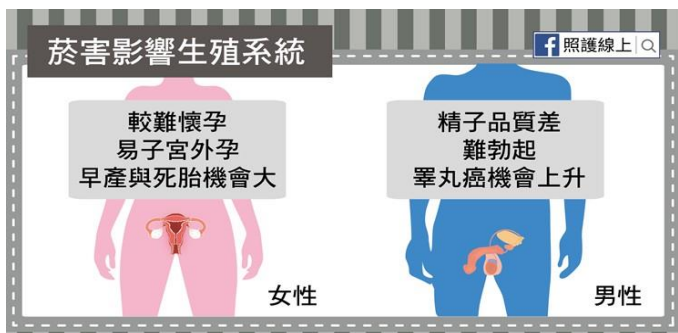 菸害影響生殖系統
照護線上
較難懷孕
易子宮外孕
早產與死胎機會大
女性
精子品質差
難勃起
睪丸癌機會上升
男性